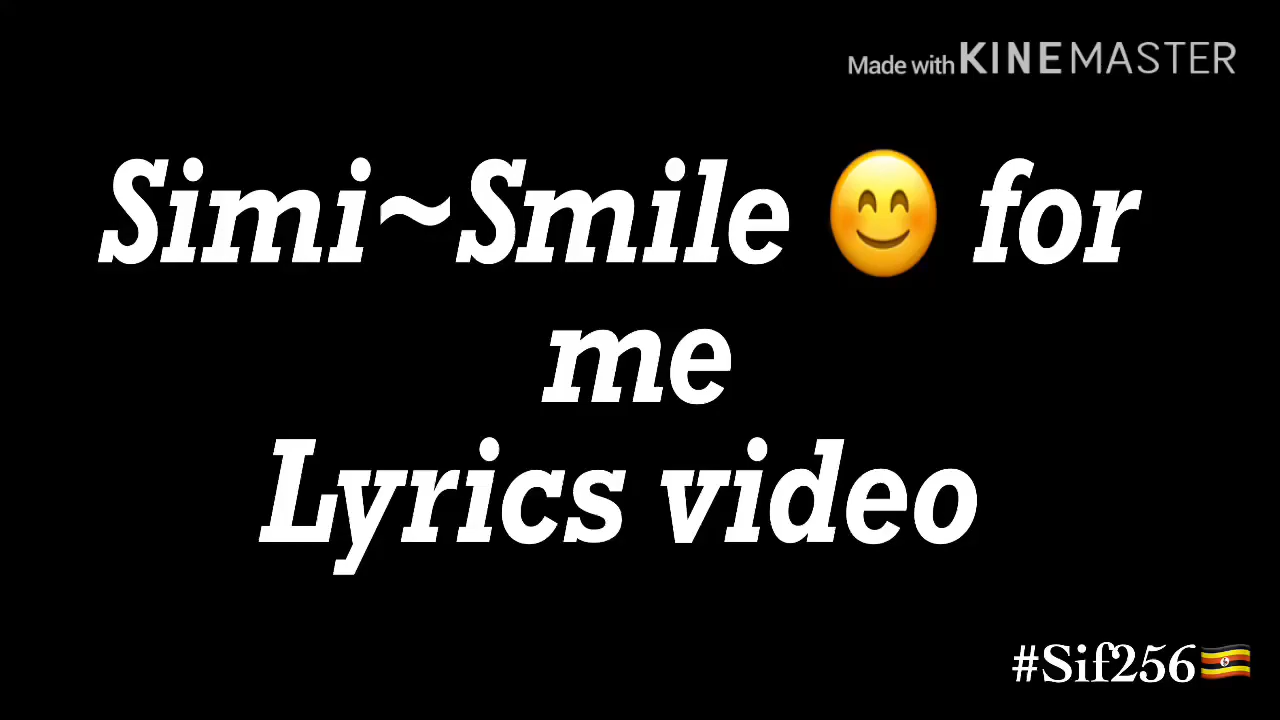 Made with KINEMASTER
Simi~Smile 😊 for
me
Lyrics video
#Sif256🇺🇬